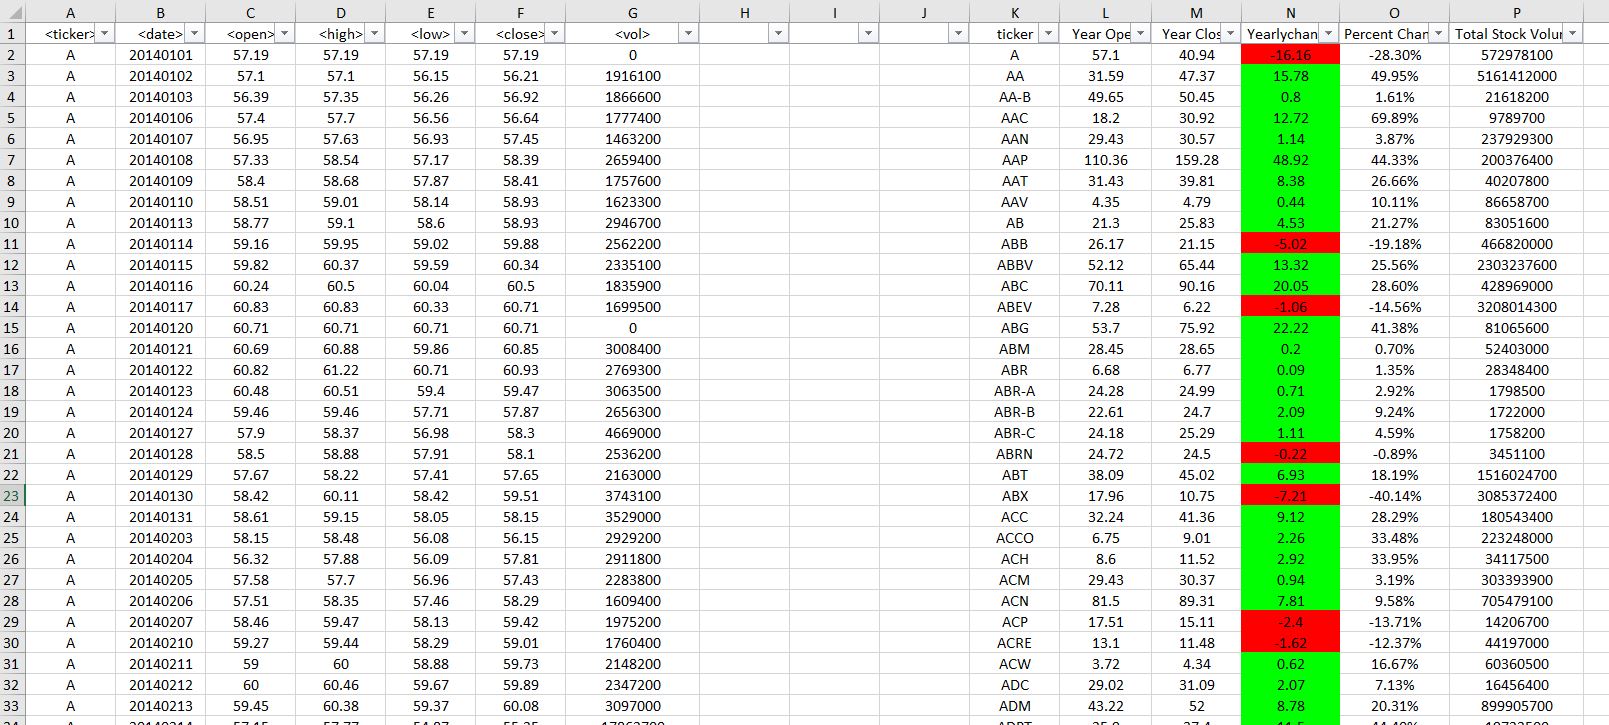 A B C D E F G H I J K L M N O P
1 <ticker> <date> <open> <high> <low> <close> <vol> ticker Year Ope Year Clos Yearlychan Percent Chan Total Stock Volu
2 A 20140101 57.19 57.19 57.19 57.19 0 A 57.1 40.94 -16.16 -28.30% 572978100
3 A 20140102 57.1 57.1 56.15 56.21 1916100 AA 31.59 47.37 15.78 49.95% 5161412000
4 A 20140103 56.39 57.35 56.26 56.92 1866600 AA-B 49.65 50.45 0.8 1.61% 21618200
5 A 20140106 57.4 57.7 56.56 56.64 1777400 AAC 18.2 30.92 12.72 69.89% 9789700
6 A 20140107 56.95 57.63 56.93 57.45 1463200 AAN 29.43 30.57 1.14 3.87% 237929300
7 A 20140108 57.33 58.54 57.17 58.39 2659400 AAP 110.36 159.28 48.92 44.33% 200376400
8 A 20140109 58.4 58.68 57.87 58.41 1757600 AAT 31.43 39.81 8.38 26.66% 40207800
9 A 20140110 58.51 59.01 58.14 58.93 1623300 AAV 4.35 4.79 0.44 10.11% 86658700
10 A 20140113 58.77 59.1 58.6 58.93 2946700 AB 21.3 25.83 4.53 21.27% 83051600
11 A 20140114 59.16 59.95 59.02 59.88 2562200 ABB 26.17 21.15 -5.02 -19.18% 466820000
12 A 20140115 59.82 60.37 59.59 60.34 2335100 ABBV 52.12 65.44 13.32 25.56% 2303237600
13 A 20140116 60.24 60.5 60.04 60.5 1835900 ABC 70.11 90.16 20.05 28.60% 428969000
14 A 20140117 60.83 60.83 60.33 60.71 1699500 ABEV 7.28 6.22 -1.06 -14.56% 3208014300
15 A 20140120 60.71 60.71 60.71 60.71 0 ABG 53.7 75.92 22.22 41.38% 81065600
16 A 20140121 60.69 60.88 59.86 60.85 3008400 ABM 28.45 28.65 0.2 0.70% 52403000
17 A 20140122 60.82 61.22 60.71 60.93 2769300 ABR 6.68 6.77 0.09 1.35% 28348400
18 A 20140123 60.48 60.51 59.4 59.47 3063500 ABR-A 24.28 24.99 0.71 2.92% 1798500
19 A 20140124 59.46 59.46 57.71 57.87 2656300 ABR-B 22.61 24.7 2.09 9.24% 1722000
20 A 20140127 57.9 58.37 56.98 58.3 4669000 ABR-C 24.18 25.29 1.11 4.59% 1758200
21 A 20140128 58.5 58.88 57.91 58.1 2536200 ABRN 24.72 24.5 -0.22 -0.89% 3451100
22 A 20140129 57.67 58.22 57.41 57.65 2163000 ABT 38.09 45.02 6.93 18.19% 1516024700
23 A 20140130 58.42 60.11 58.42 59.51 3743100 ABX 17.96 10.75 -7.21 -40.14% 3085372400
24 A 20140131 58.61 59.15 58.05 58.15 3529000 ACC 32.24 41.36 9.12 28.29% 180543400
25 A 20140203 58.15 58.48 56.08 56.15 2929200 ACCO 6.75 9.01 2.26 33.48% 223248000
26 A 20140204 56.32 57.88 56.09 57.81 2911800 ACH 8.6 11.52 2.92 33.95% 34117500
27 A 20140205 57.58 57.7 56.96 57.43 2283800 ACM 29.43 30.37 0.94 3.19% 303393900
28 A 20140206 57.51 58.35 57.46 58.29 1609400 ACN 81.5 89.31 7.81 9.58% 705479100
29 A 20140207 58.46 59.47 58.13 59.42 1975200 ACP 17.51 15.11 -2.4 -13.71% 14206700
30 A 20140210 59.27 59.44 58.29 59.01 1760400 ACRE 13.1 11.48 -1.62 -12.37% 44197000
31 A 20140211 59 60 58.88 59.73 2148200 ACW 3.72 4.34 0.62 16.67% 60360500
32 A 20140212 60 60.46 59.67 59.89 2347200 ADC 29.02 31.09 2.07 7.13% 16456400
33 A 20140213 59.45 60.38 59.37 60.08 3097000 ADM 43.22 52 8.78 20.31% 899905700